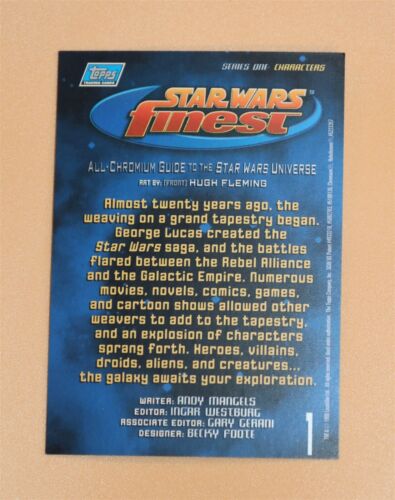 Topps
TRADING CARDS
SERIES ONE: CHARACTERS
STAR WARS
finest
ALL-CHROMIUM GUIDE TO THE STAR WARS UNIVERSE
ART BY: (FRONT) HUGH FLEMING
Almost twenty years ago, the
weaving on a grand tapestry began.
George Lucas created the
Star Wars saga, and the battles
flared between the Rebel Alliance
and the Galactic Empire. Numerous
movies, novels, comics, games,
and cartoon shows allowed other
weavers to add to the tapestry,
and an explosion of characters
sprang forth. Heroes, villains,
droids, aliens, and creatures...
the galaxy awaits your exploration.
WRITER: ANDY MANGELS
EDITOR: INGAR WESTBURG
ASSOCIATE EDITOR: GARY GERANI
DESIGNER: BECKY FOOTE
1